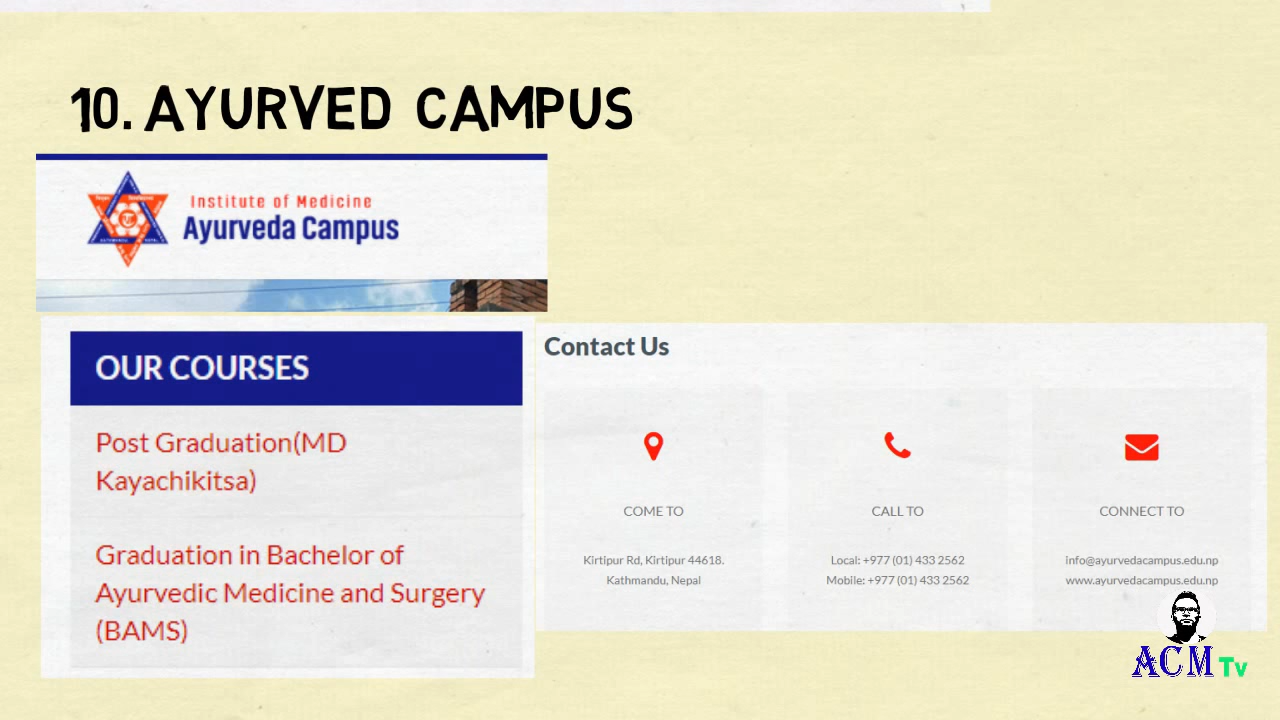 10. AYURVED CAMPUS
Institute of Medicine
Ayurveda Campus
OUR COURSES
Post Graduation(MD
Kayachikitsa)
Graduation in Bachelor of
Ayurvedic Medicine and Surgery
(BAMS)
Contact Us
COME TO
Kirtipur Rd, Kirtipur 44618.
Kathmandu, Nepal
CALL TO
Local: +977 (01) 433 2562
Mobile: +977 (01) 433 2562
CONNECT TO
info@ayurvedacampus.edu.np
www.ayurvedacampus.edu.np
ACM Tv